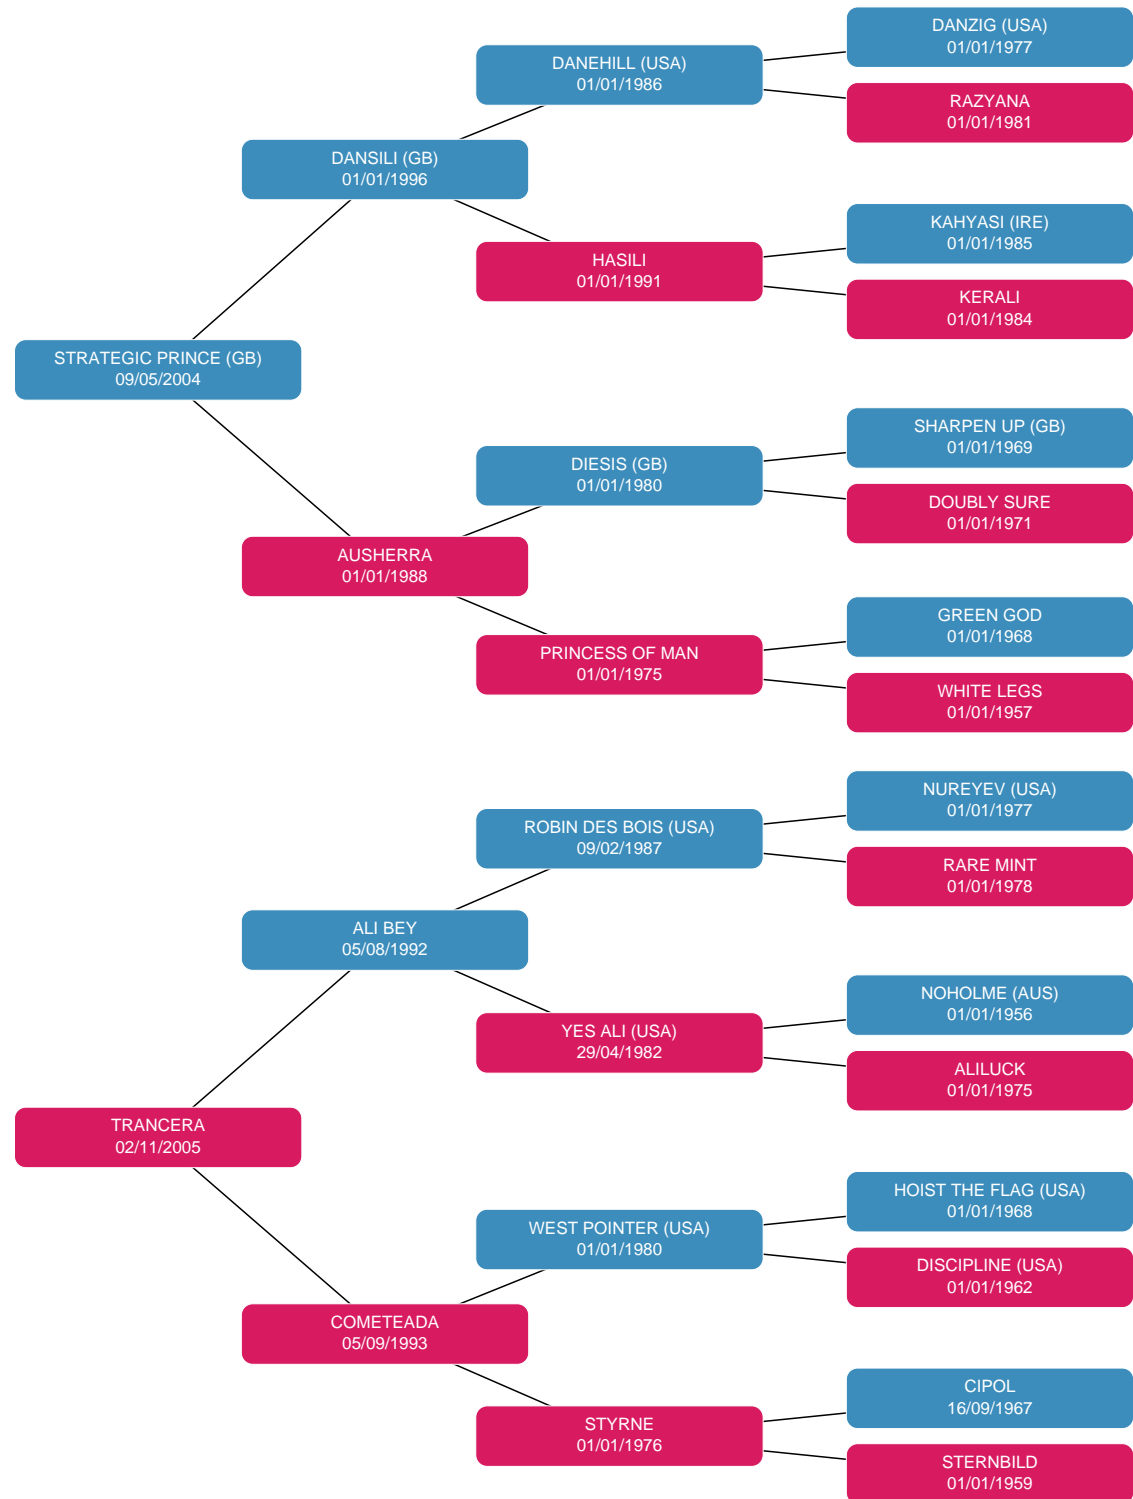 DANZIG (USA)
01/01/1977
DANEHILL (USA)
01/01/1986
RAZYANA
01/01/1981
DANSILI (GB)
01/01/1996
KAHYASI (IRE)
01/01/1985
HASILI
01/01/1991
KERALI
01/01/1984
STRATEGIC PRINCE (GB)
09/05/2004
SHARPEN UP (GB)
01/01/1969
DIESIS (GB)
01/01/1980
DOUBLY SURE
01/01/1971
AUSHERRA
01/01/1988
GREEN GOD
01/01/1968
PRINCESS OF MAN
01/01/1975
WHITE LEGS
01/01/1957
NUREYEV (USA)
01/01/1977
ROBIN DES BOIS (USA)
09/02/1987
RARE MINT
01/01/1978
ALI BEY
05/08/1992
NOHOLME (AUS)
01/01/1956
YES ALI (USA)
29/04/1982
ALILUCK
01/01/1975
TRANCERA
02/11/2005
HOIST THE FLAG (USA)
01/01/1968
WEST POINTER (USA)
01/01/1980
DISCIPLINE (USA)
01/01/1962
COMETEADA
05/09/1993
CIPOL
16/09/1967
STYRNE
01/01/1976
STERNBILD
01/01/1959